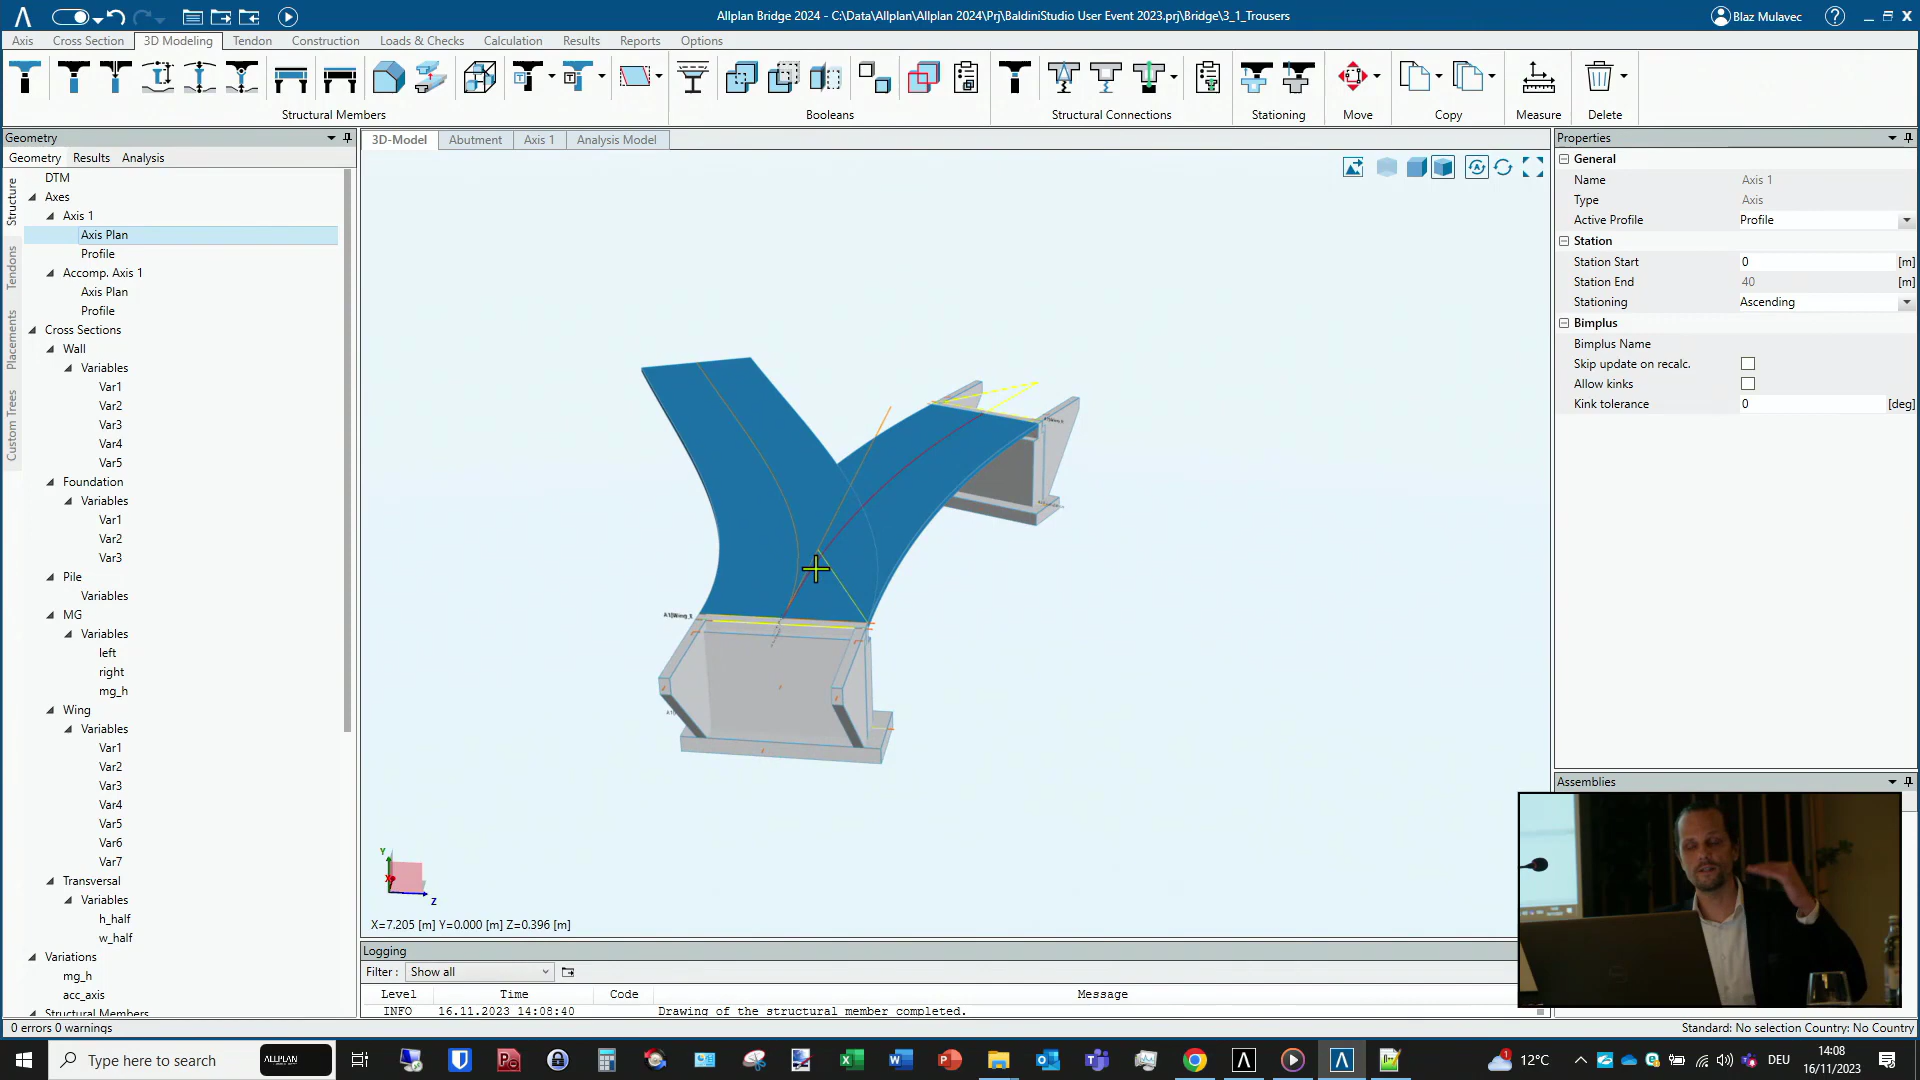 Allplan Bridge 2024 - C:\Data\Allplan\Allplan 2024\Prj\BaldiniStudio User Event 2023.prj\Bridge\3_1_Trousers
Blaz Mulavec
Axis Cross Section 3D Modeling Tendon Construction Loads & Checks Calculation Results Reports Options
Structural Members Booleans Structural Connections Stationing Move Copy Measure Delete
Geometry
Geometry Results Analysis
Structure
Tendons
Placements
Custom Trees
DTM
Axes
Axis 1
Axis Plan
Profile
Accomp. Axis 1
Axis Plan
Profile
Cross Sections
Wall
Variables
Var1
Var2
Var3
Var4
Var5
Foundation
Variables
Var1
Var2
Var3
Pile
Variables
MG
Variables
left
right
mg_h
Wing
Variables
Var1
Var2
Var3
Var4
Var5
Var6
Var7
Transversal
Variables
h_half
w_half
Variations
mg_h
acc_axis
Structural Members
3D-Model Abutment Axis 1 Analysis Model
Y
X
Z
X=7.205 [m] Y=0.000 [m] Z=0.396 [m]
Logging
Filter : Show all
Level Time Code Message
INFO 16.11.2023 14:08:40 Drawing of the structural member completed.
Properties
General
Name Axis 1
Type Axis
Active Profile Profile
Station
Station Start 0 [m]
Station End 40 [m]
Stationing Ascending
Bimplus
Bimplus Name
Skip update on recalc.
Allow kinks
Kink tolerance 0 [deg]
Assemblies
0 errors 0 warnings
Standard: No selection Country: No Country
Type here to search
ALLPLAN
12°C
DEU
14:08
16/11/2023